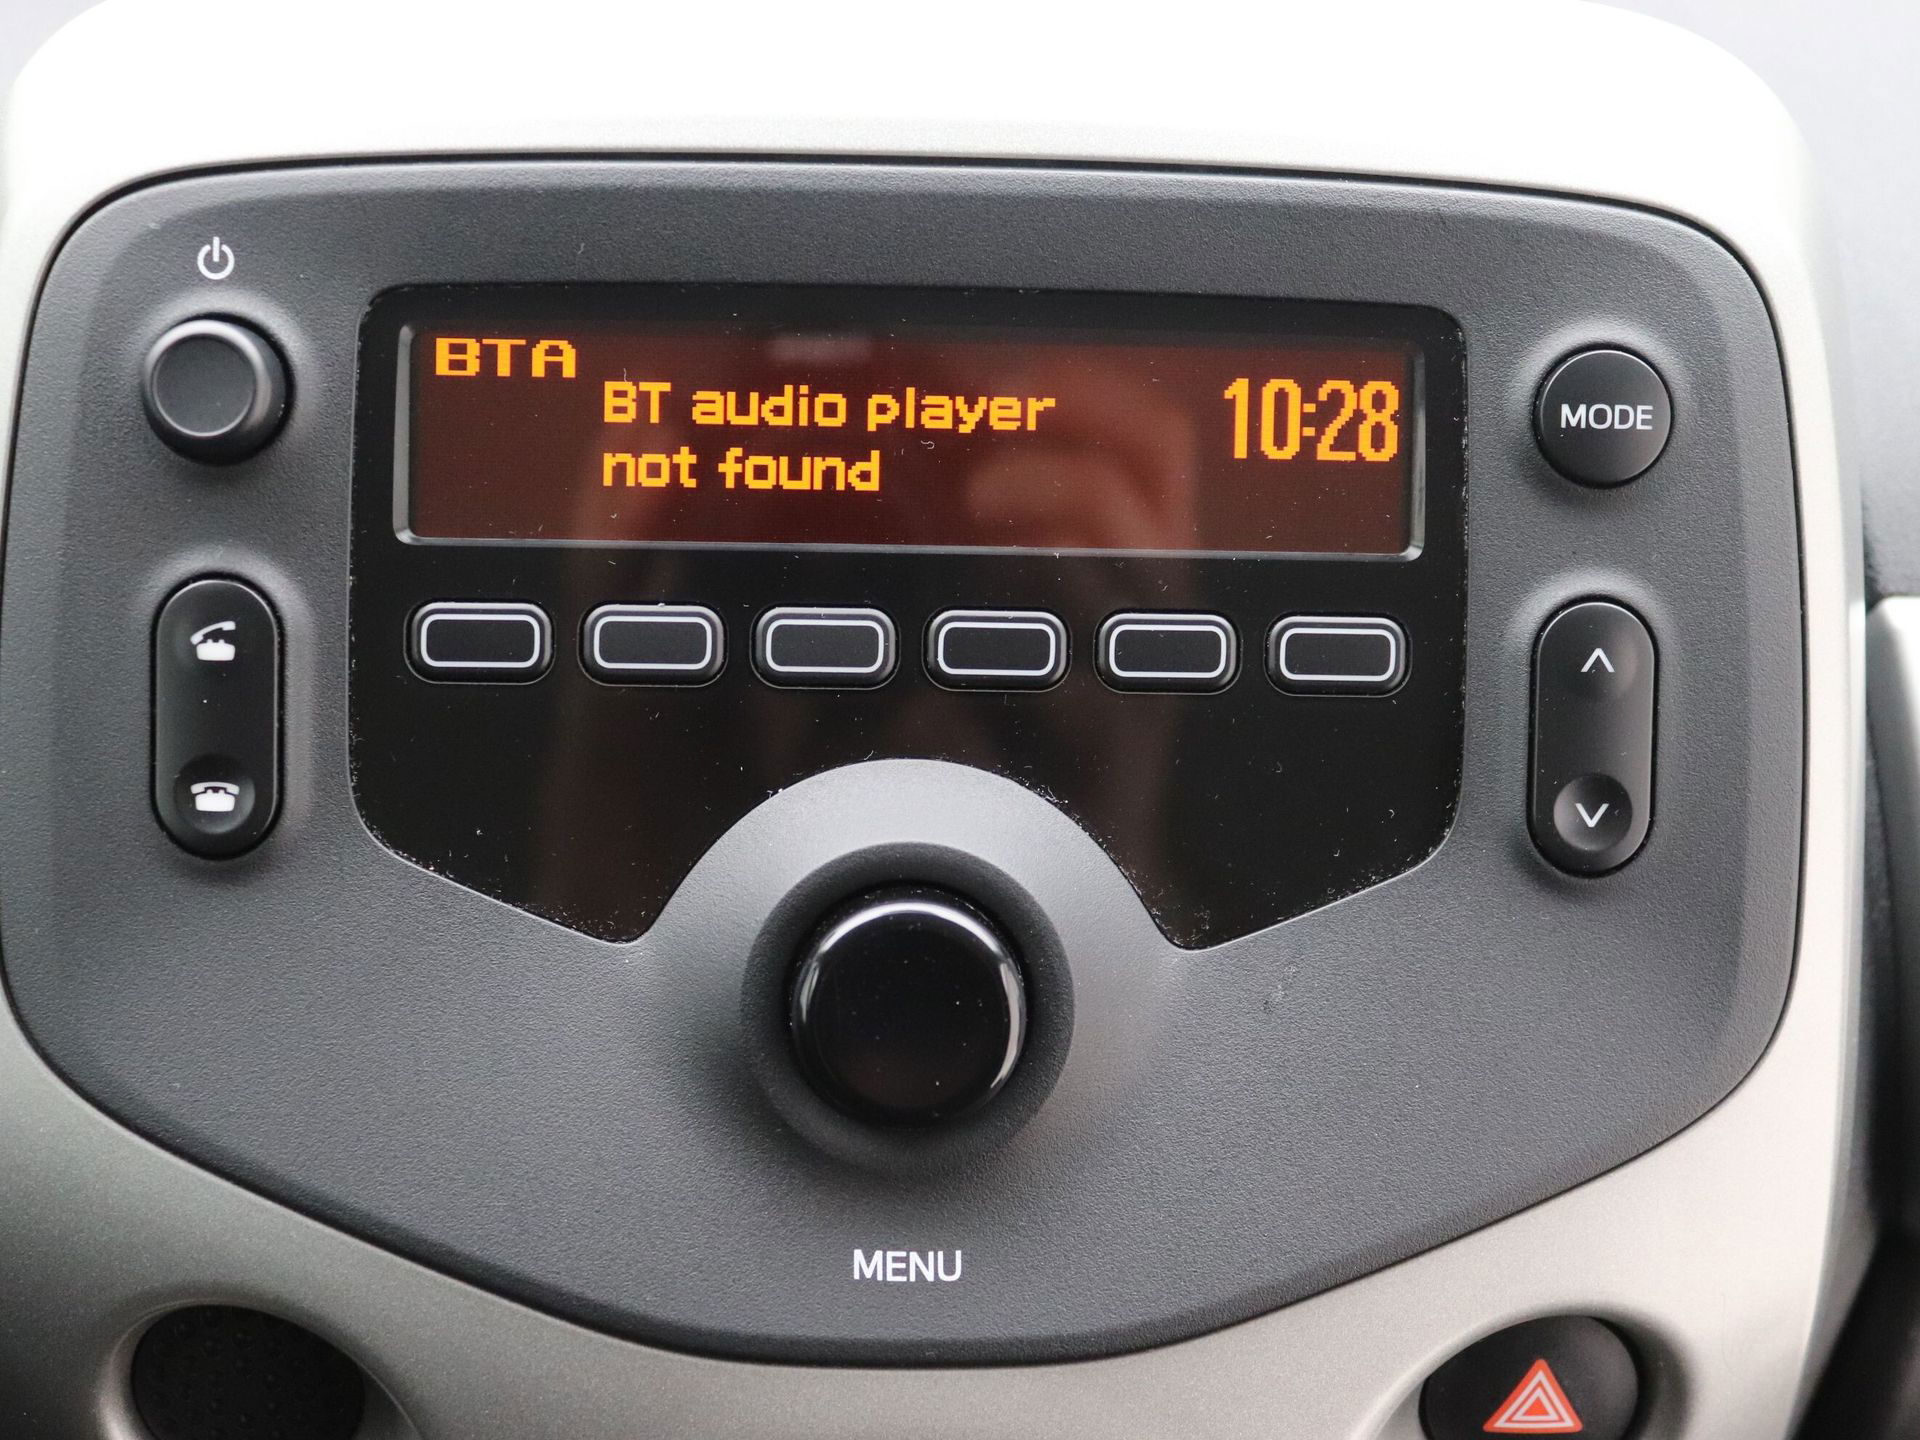 BTA
BT audio player
not found
10:28
MODE
MENU